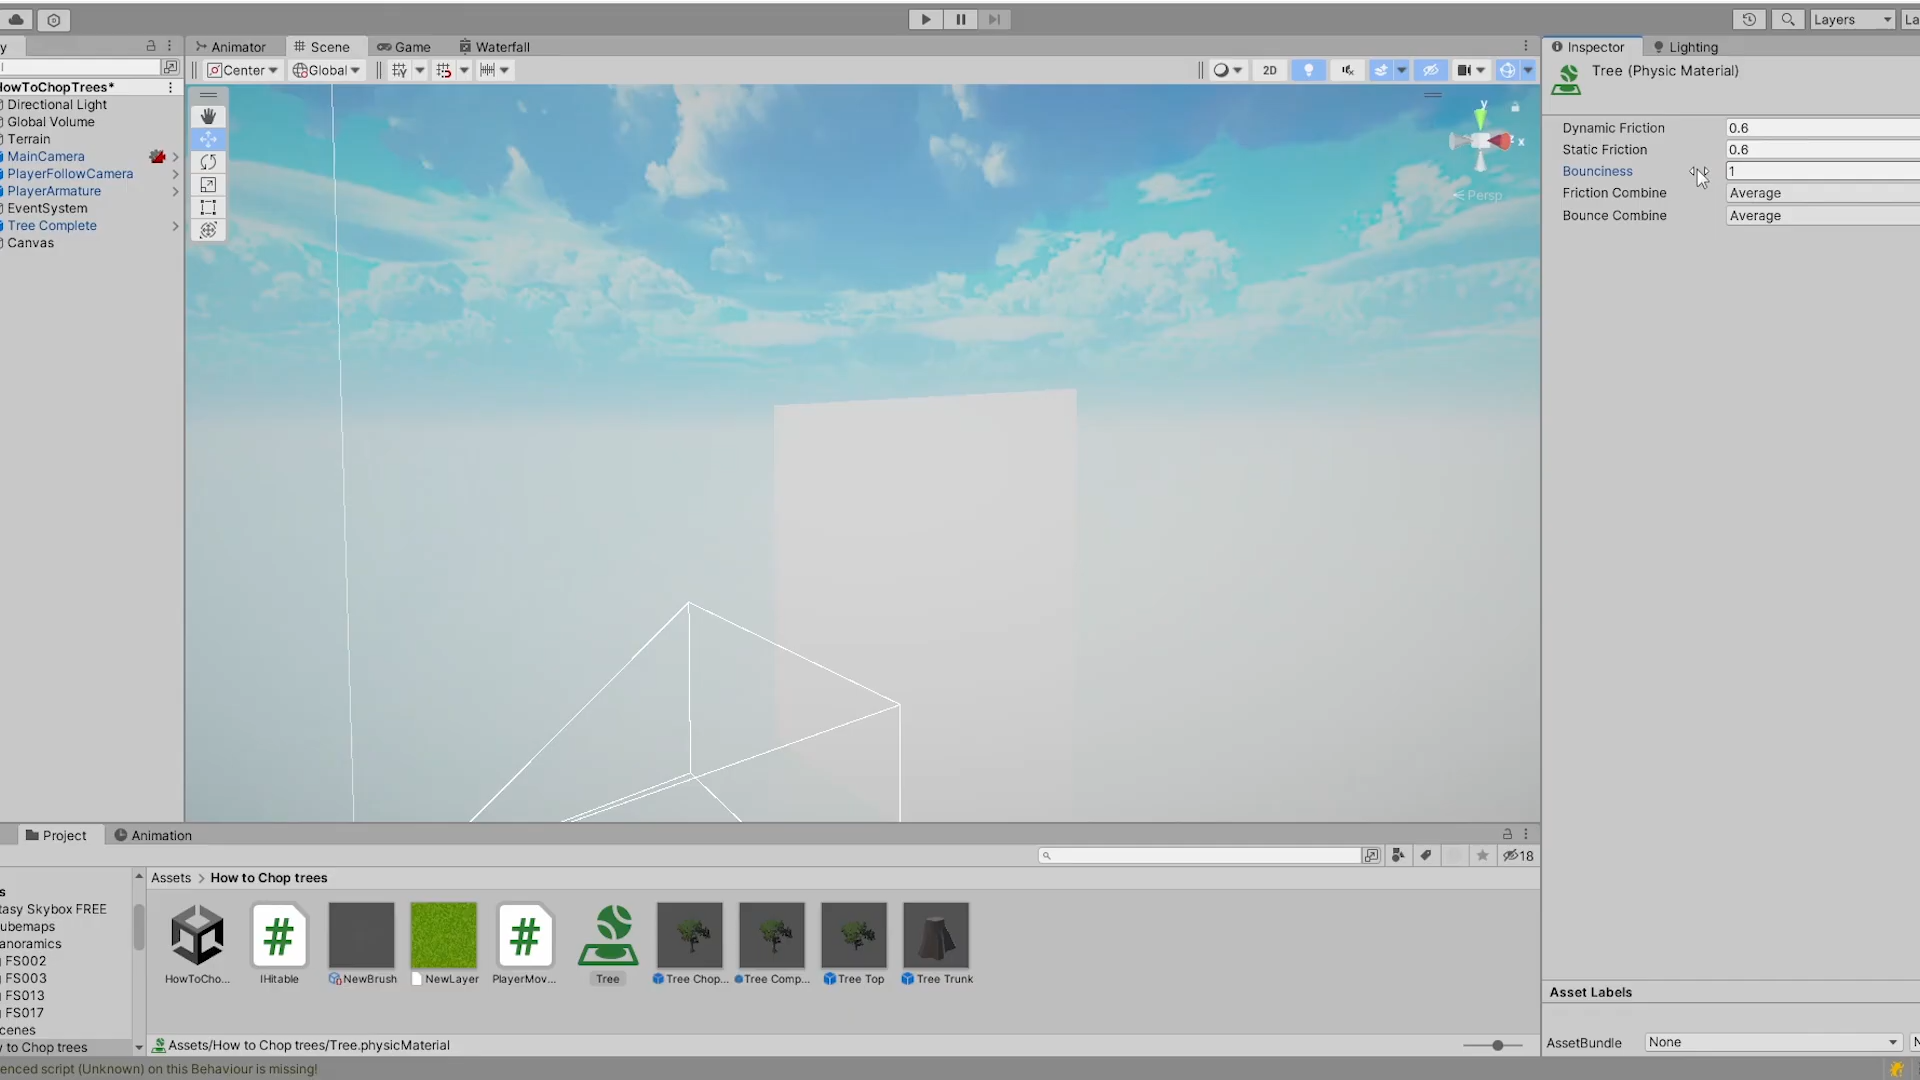 Layers
La
y
Animator
Scene
Game
Waterfall
Inspector
Lighting
Center
Global
2D
Tree (Physic Material)
HowToChopTrees*
Directional Light
Global Volume
Terrain
MainCamera
PlayerFollowCamera
PlayerArmature
EventSystem
Tree Complete
Canvas
y
x
Persp
Dynamic Friction 0.6
Static Friction 0.6
Bounciness 1
Friction Combine Average
Bounce Combine Average
Project
Animation
18
Assets > How to Chop trees
s
tasy Skybox FREE
ubemaps
anoramics
FS002
FS003
FS013
FS017
cenes
w to Chop trees
HowToCho...
IHitable
NewBrush
NewLayer
PlayerMov...
Tree
Tree Chop...
Tree Comp...
Tree Top
Tree Trunk
Assets/How to Chop trees/Tree.physicMaterial
Asset Labels
AssetBundle None
enced script (Unknown) on this Behaviour is missing!